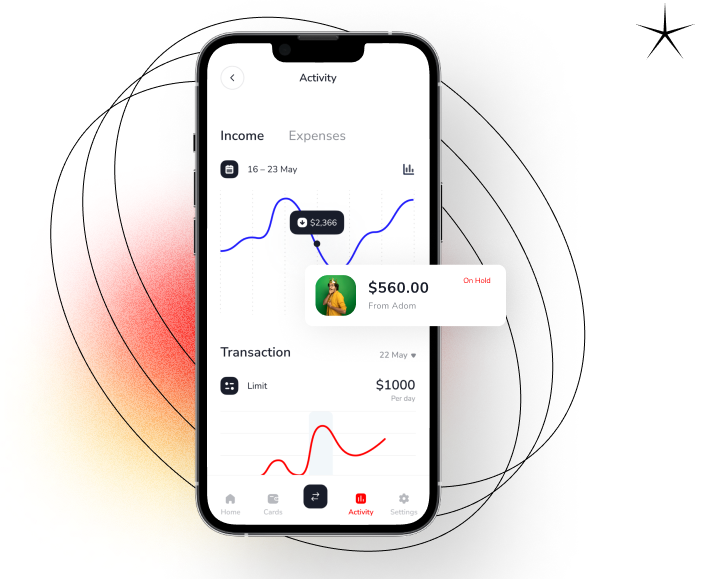 Activity
Income Expenses
16 – 23 May
$2,366
$560.00
On Hold
From Adom
Transaction
22 May
Limit
$1000
Per day
Home
Cards
Activity
Settings